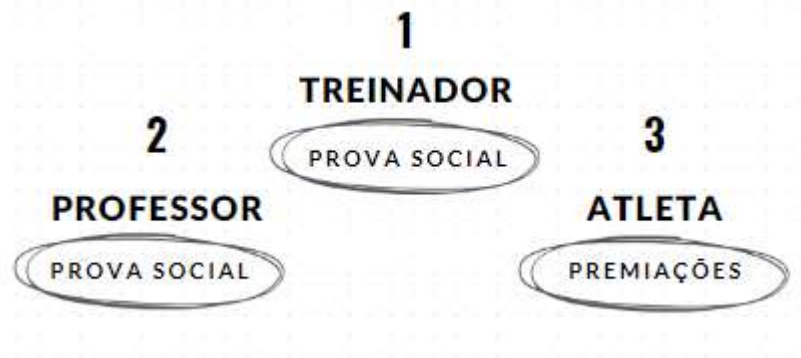 1
TREINADOR
PROVA SOCIAL
2
PROFESSOR
PROVA SOCIAL
3
ATLETA
PREMIAÇÕES